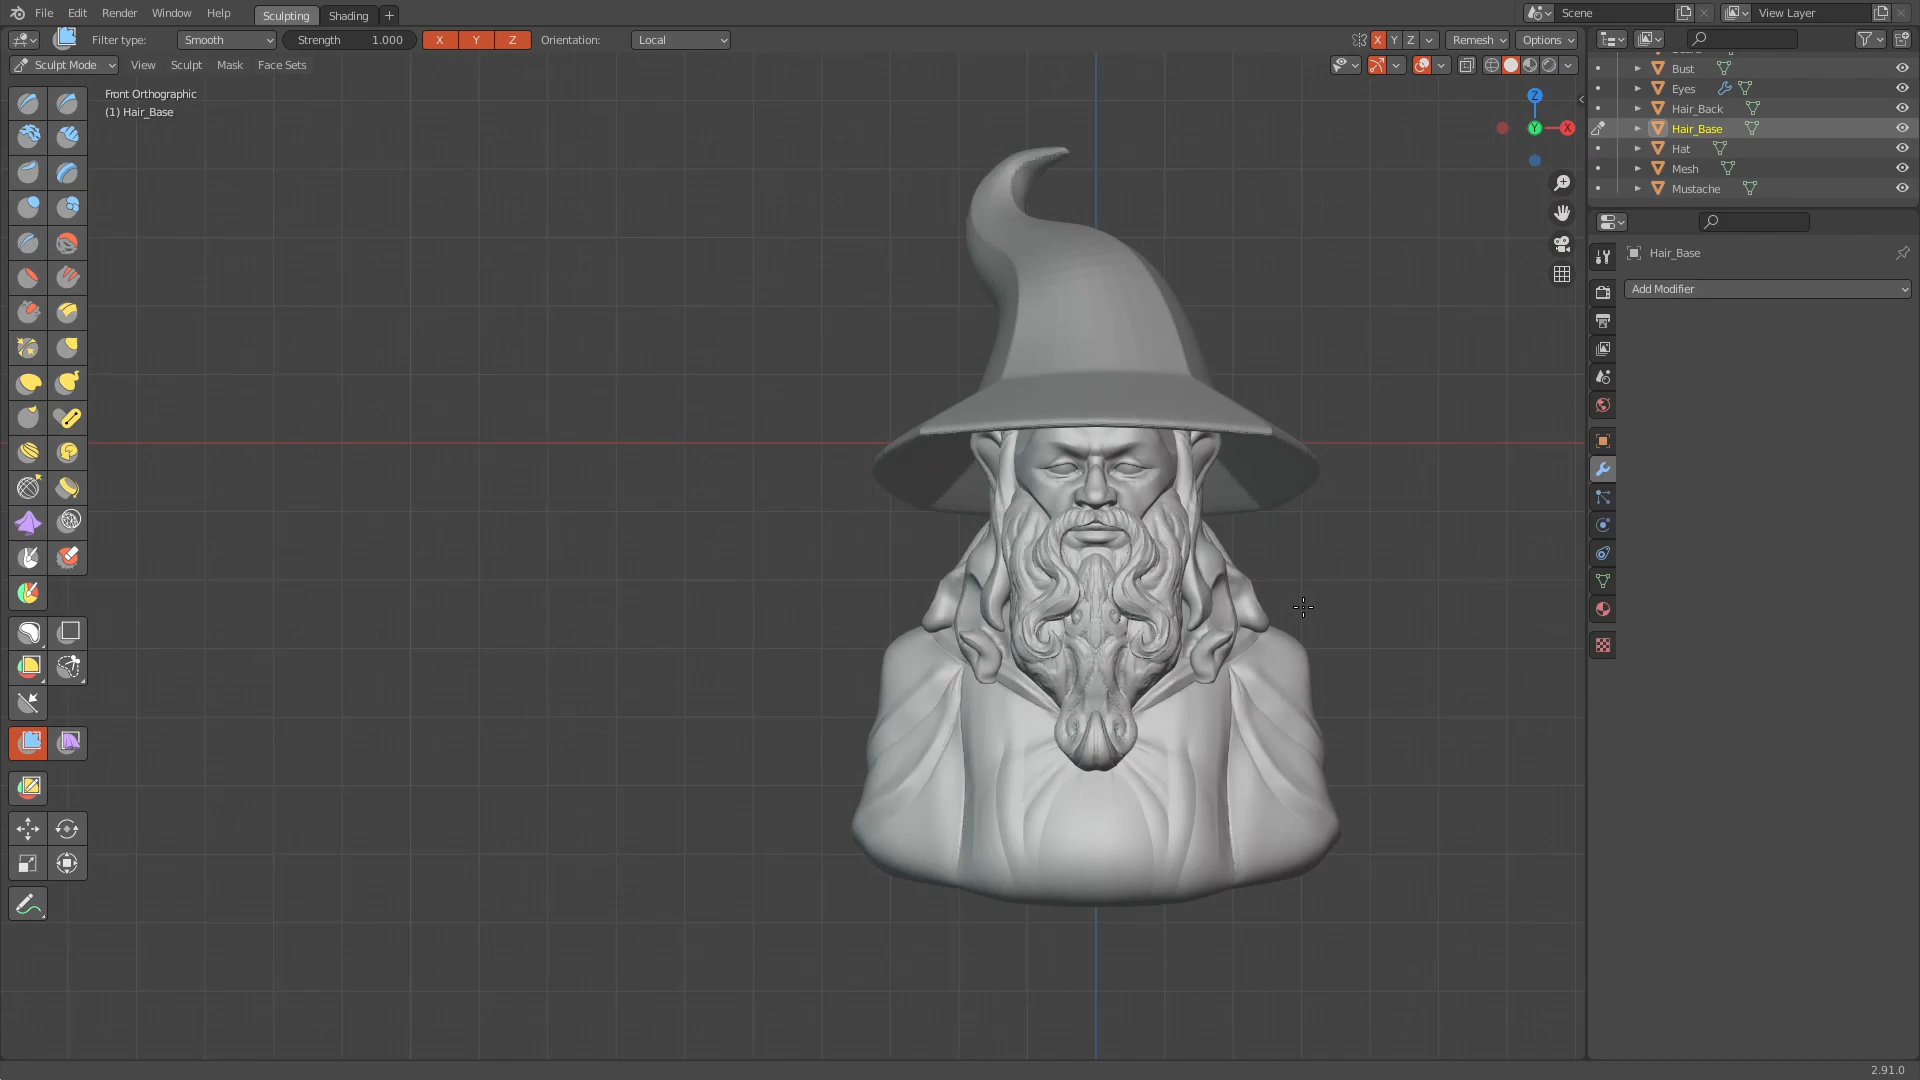 File Edit Render Window Help Sculpting Shading + Scene View Layer
Filter type: Smooth Strength 1.000 X Y Z Orientation: Local X Y Z Remesh Options
Sculpt Mode View Sculpt Mask Face Sets
Front Orthographic
(1) Hair_Base
Z
Y
X
Bust
Eyes
Hair_Back
Hair_Base
Hat
Mesh
Mustache
Hair_Base
Add Modifier
2.91.0